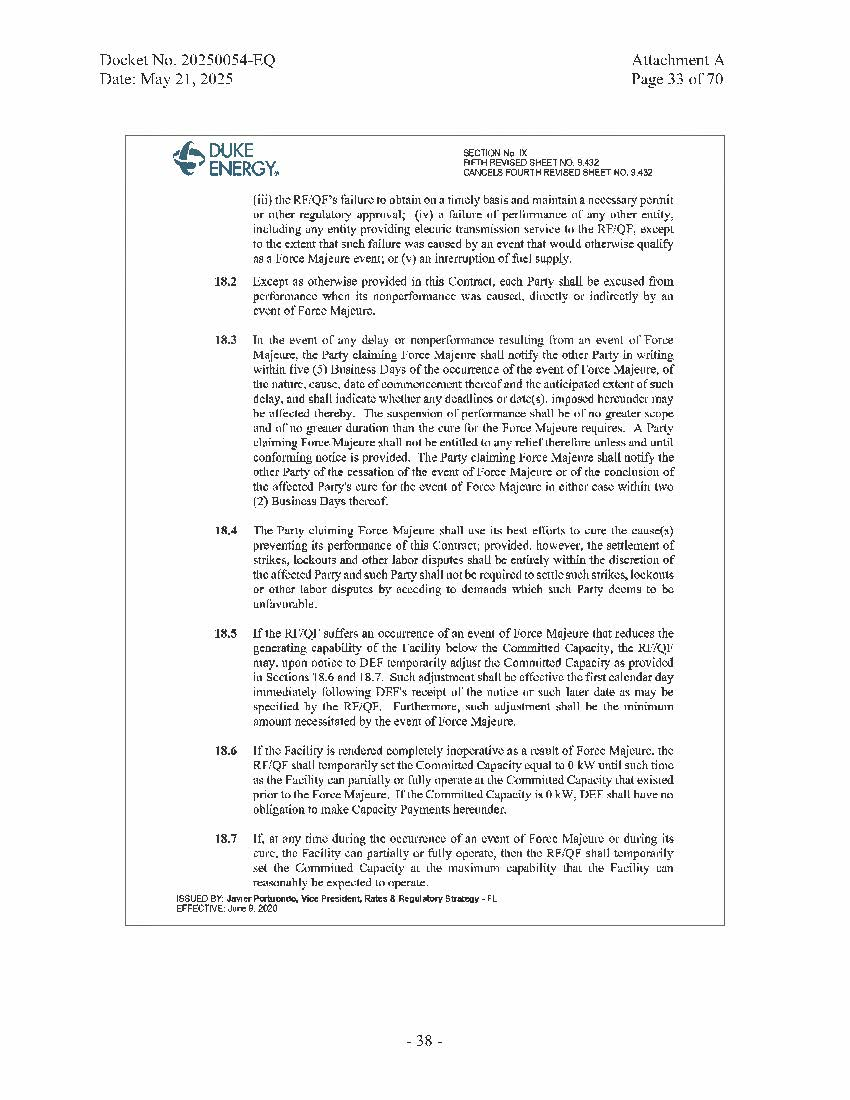 Docket No. 20250054-EQ
Date: May 21, 2025
Attachment A
Page 33 of 70
DUKE
ENERGY®
SECTION No. IX
FIFTH REVISED SHEET NO. 9.432
CANCELS FOURTH REVISED SHEET NO. 9.432
(iii) the RF/QF's failure to obtain on a timely basis and maintain a necessary permit
or other regulatory approval; (iv) a failure of performance of any other entity,
including any entity providing electric transmission service to the RF/QF, except
to the extent that such failure was caused by an event that would otherwise qualify
as a Force Majeure event; or (v) an interruption of fuel supply.
18.2 Except as otherwise provided in this Contract, each Party shall be excused from
performance when its nonperformance was caused, directly or indirectly by an
event of Force Majeure.
18.3 In the event of any delay or nonperformance resulting from an event of Force
Majeure, the Party claiming Force Majeure shall notify the other Party in writing
within five (5) Business Days of the occurrence of the event of Force Majeure, of
the nature, cause, date of commencement thereof and the anticipated extent of such
delay, and shall indicate whether any deadlines or date(s), imposed hereunder may
be affected thereby. The suspension of performance shall be of no greater scope
and of no greater duration than the cure for the Force Majeure requires. A Party
claiming Force Majeure shall not be entitled to any relief therefore unless and until
conforming notice is provided. The Party claiming Force Majeure shall notify the
other Party of the cessation of the event of Force Majeure or of the conclusion of
the affected Party's cure for the event of Force Majeure in either case within two
(2) Business Days thereof.
18.4 The Party claiming Force Majeure shall use its best efforts to cure the cause(s)
preventing its performance of this Contract; provided, however, the settlement of
strikes, lockouts and other labor disputes shall be entirely within the discretion of
the affected Party and such Party shall not be required to settle such strikes, lockouts
or other labor disputes by acceding to demands which such Party deems to be
unfavorable.
18.5 If the RF/QF suffers an occurrence of an event of Force Majeure that reduces the
generating capability of the Facility below the Committed Capacity, the RF/QF
may, upon notice to DEF temporarily adjust the Committed Capacity as provided
in Sections 18.6 and 18.7. Such adjustment shall be effective the first calendar day
immediately following DEF's receipt of the notice or such later date as may be
specified by the RF/QF. Furthermore, such adjustment shall be the minimum
amount necessitated by the event of Force Majeure.
18.6 If the Facility is rendered completely inoperative as a result of Force Majeure, the
RF/QF shall temporarily set the Committed Capacity equal to 0 kW until such time
as the Facility can partially or fully operate at the Committed Capacity that existed
prior to the Force Majeure. If the Committed Capacity is 0 kW, DEF shall have no
obligation to make Capacity Payments hereunder.
18.7 If, at any time during the occurrence of an event of Force Majeure or during its
cure, the Facility can partially or fully operate, then the RF/QF shall temporarily
set the Committed Capacity at the maximum capability that the Facility can
reasonably be expected to operate.
ISSUED BY: Javier Portuondo, Vice President, Rates & Regulatory Strategy - FL
EFFECTIVE: June 9, 2020
- 38 -